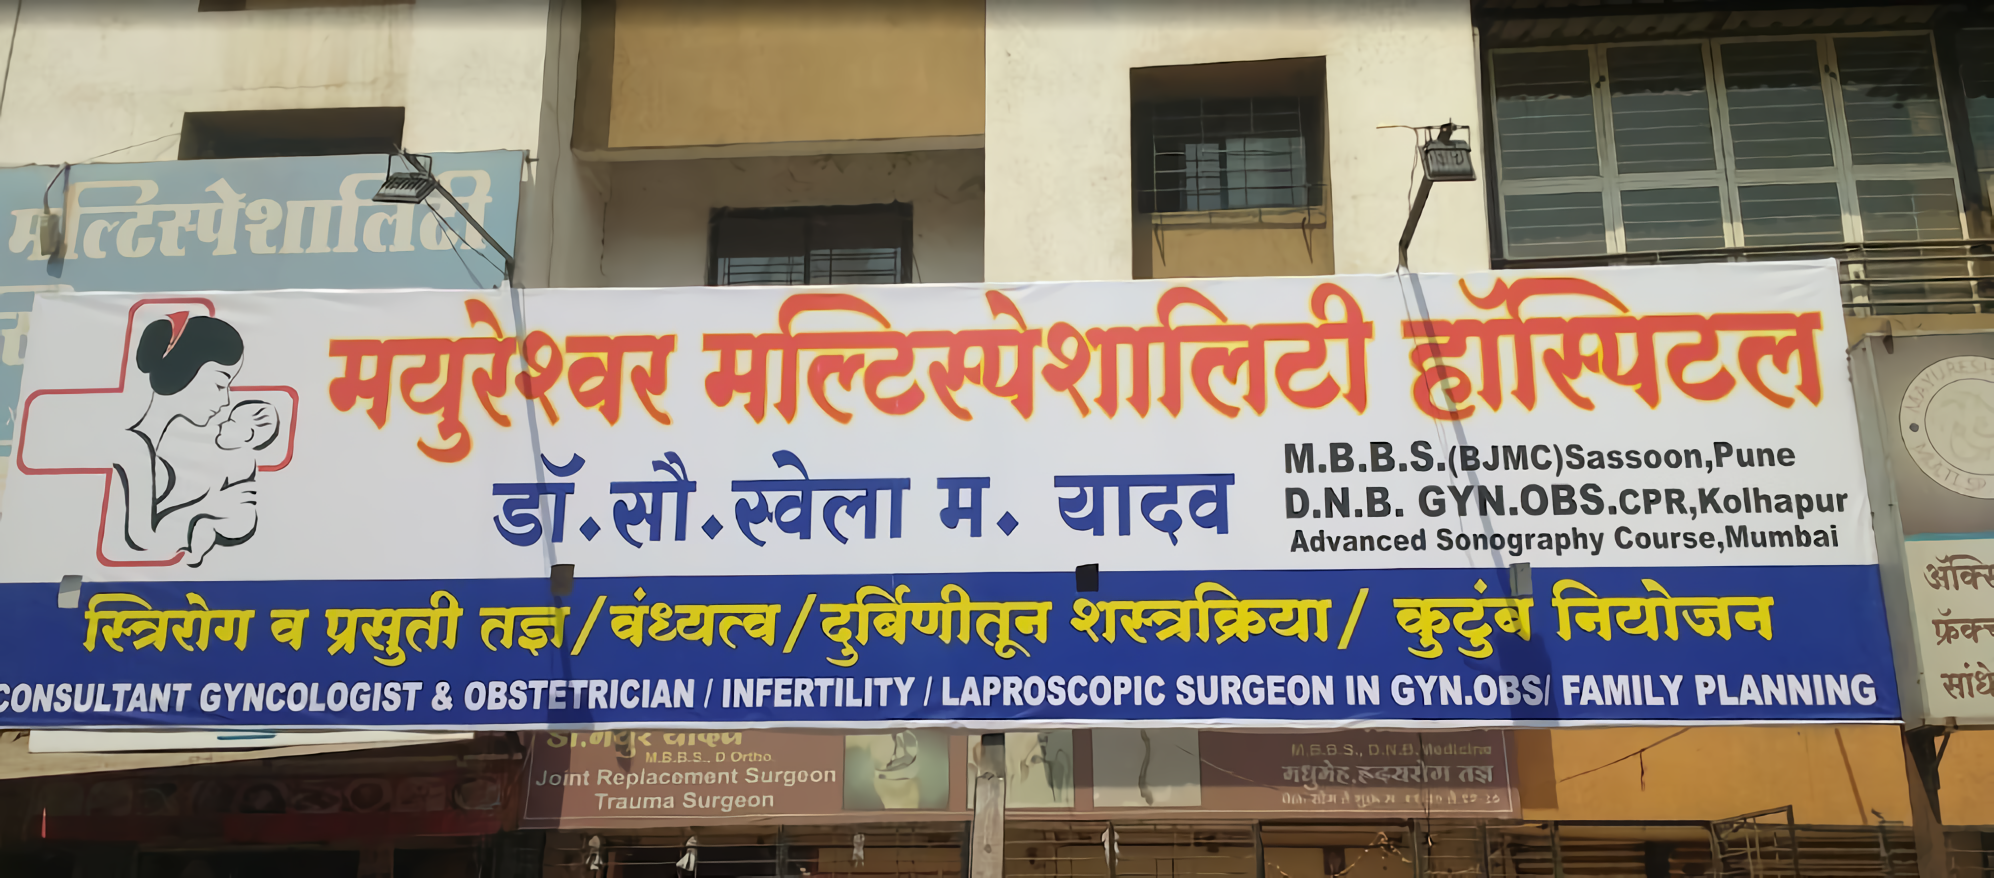 मल्टिस्पेशालिटी
मयुरेश्वर मल्टिस्पेशालिटी हॉस्पिटल
डॉ.सौ.स्वेला म. यादव
M.B.B.S.(BJMC)Sassoon,Pune
D.N.B. GYN.OBS.CPR,Kolhapur
Advanced Sonography Course,Mumbai
स्त्रिरोग व प्रसुती तज्ञ/वंध्यत्व/दुर्बिणीतून शस्त्रक्रिया/ कुटुंब नियोजन
CONSULTANT GYNCOLOGIST & OBSTETRICIAN / INFERTILITY / LAPROSCOPIC SURGEON IN GYN.OBS/ FAMILY PLANNING
डॉ.मयुर यादव
M.B.B.S., D Ortho.
Joint Replacement Surgeon
Trauma Surgeon
M.B.B.S., D.N.B. Medicine
मधुमेह,हृदयरोग तज्ञ